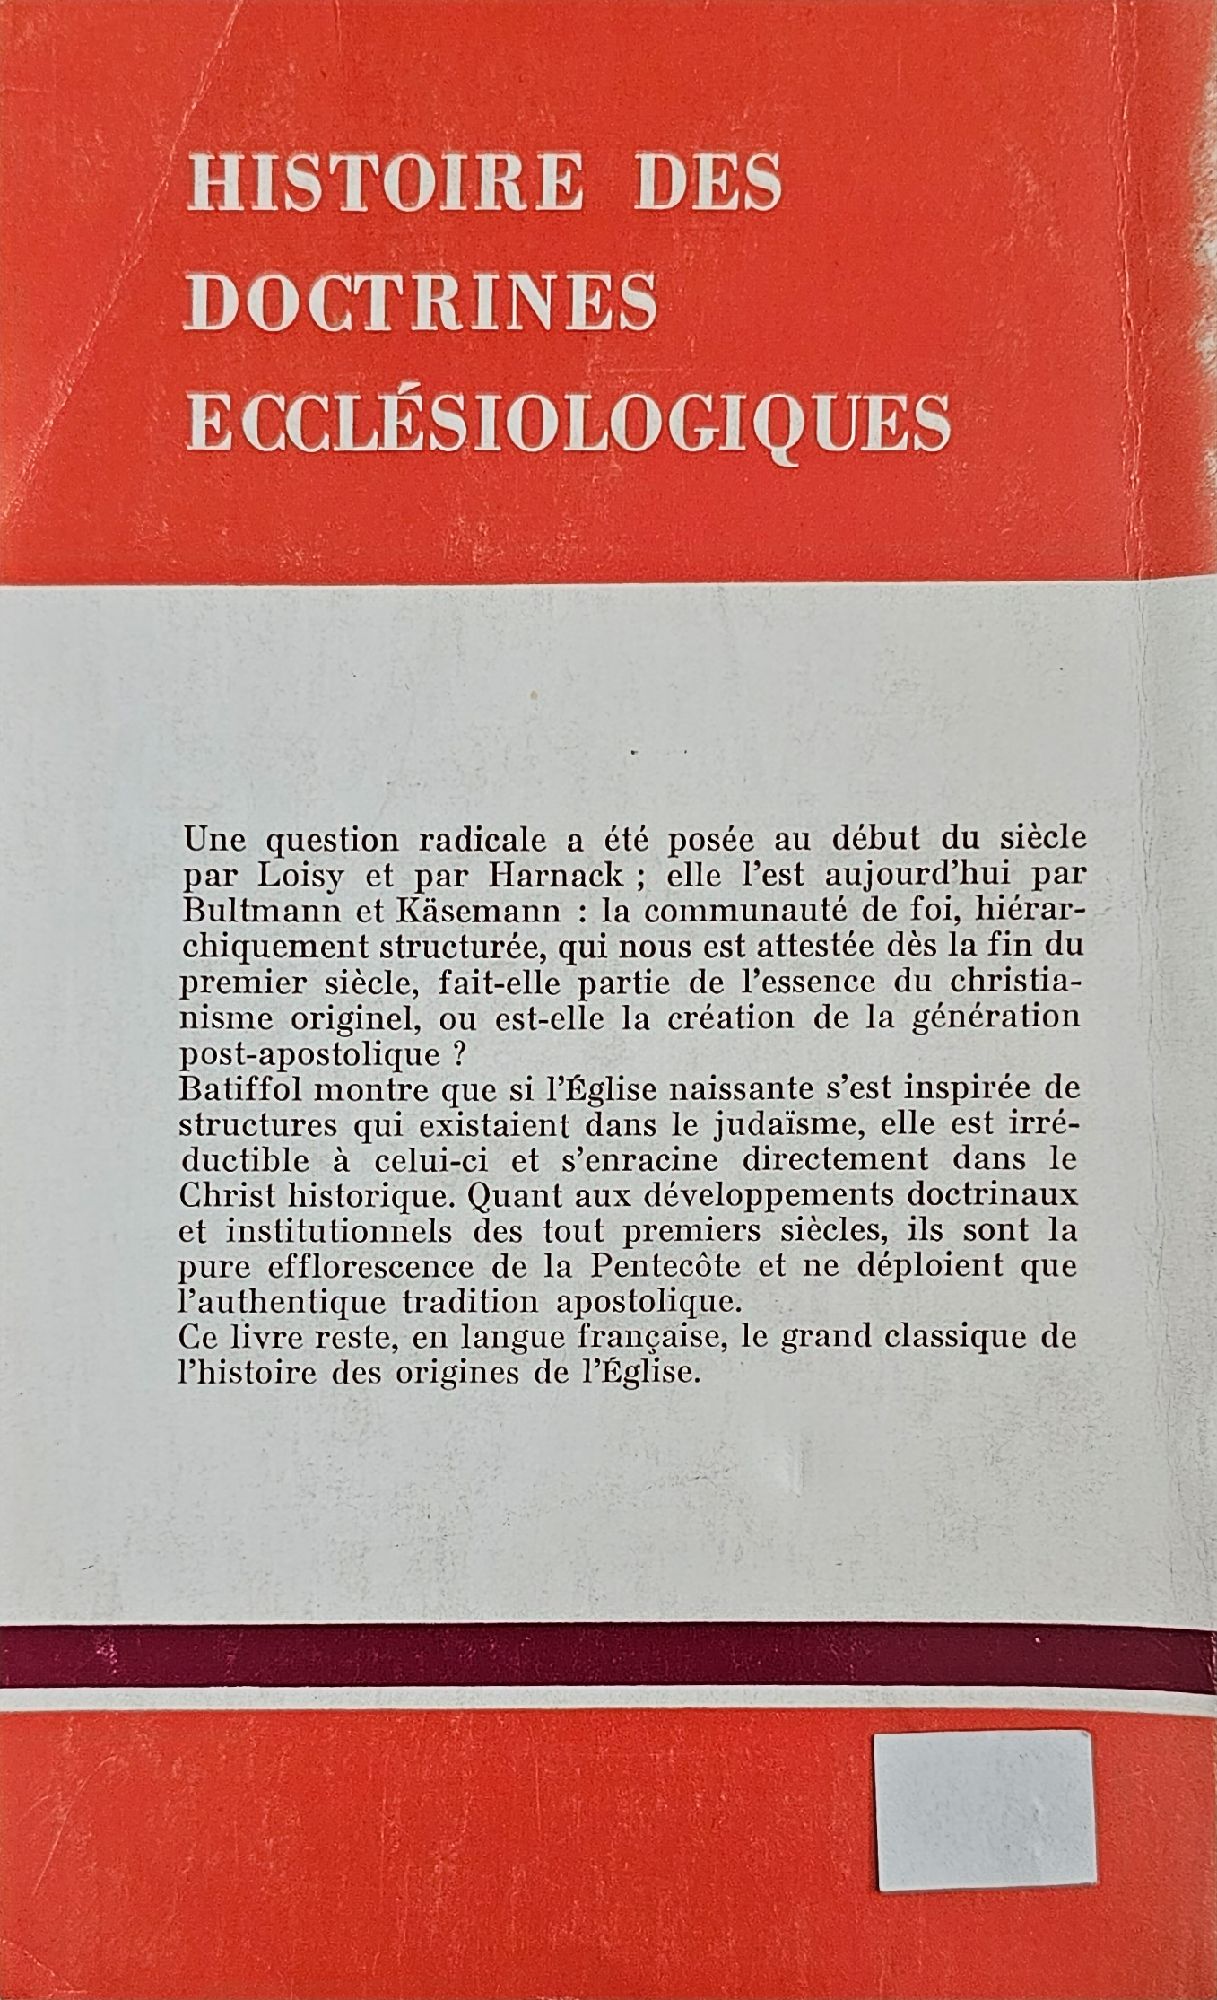 HISTOIRE DES
DOCTRINES
ECCLÉSIOLOGIQUES
Une question radicale a été posée au début du siècle
par Loisy et par Harnack ; elle l'est aujourd'hui par
Bultmann et Käsemann : la communauté de foi, hiérar-
chiquement structurée, qui nous est attestée dès la fin du
premier siècle, fait-elle partie de l'essence du christia-
nisme originel, ou est-elle la création de la génération
post-apostolique ?
Batiffol montre que si l'Église naissante s'est inspirée de
structures qui existaient dans le judaïsme, elle est irré-
ductible à celui-ci et s'enracine directement dans le
Christ historique. Quant aux développements doctrinaux
et institutionnels des tout premiers siècles, ils sont la
pure efflorescence de la Pentecôte et ne déploient que
l'authentique tradition apostolique.
Ce livre reste, en langue française, le grand classique de
l'histoire des origines de l'Église.